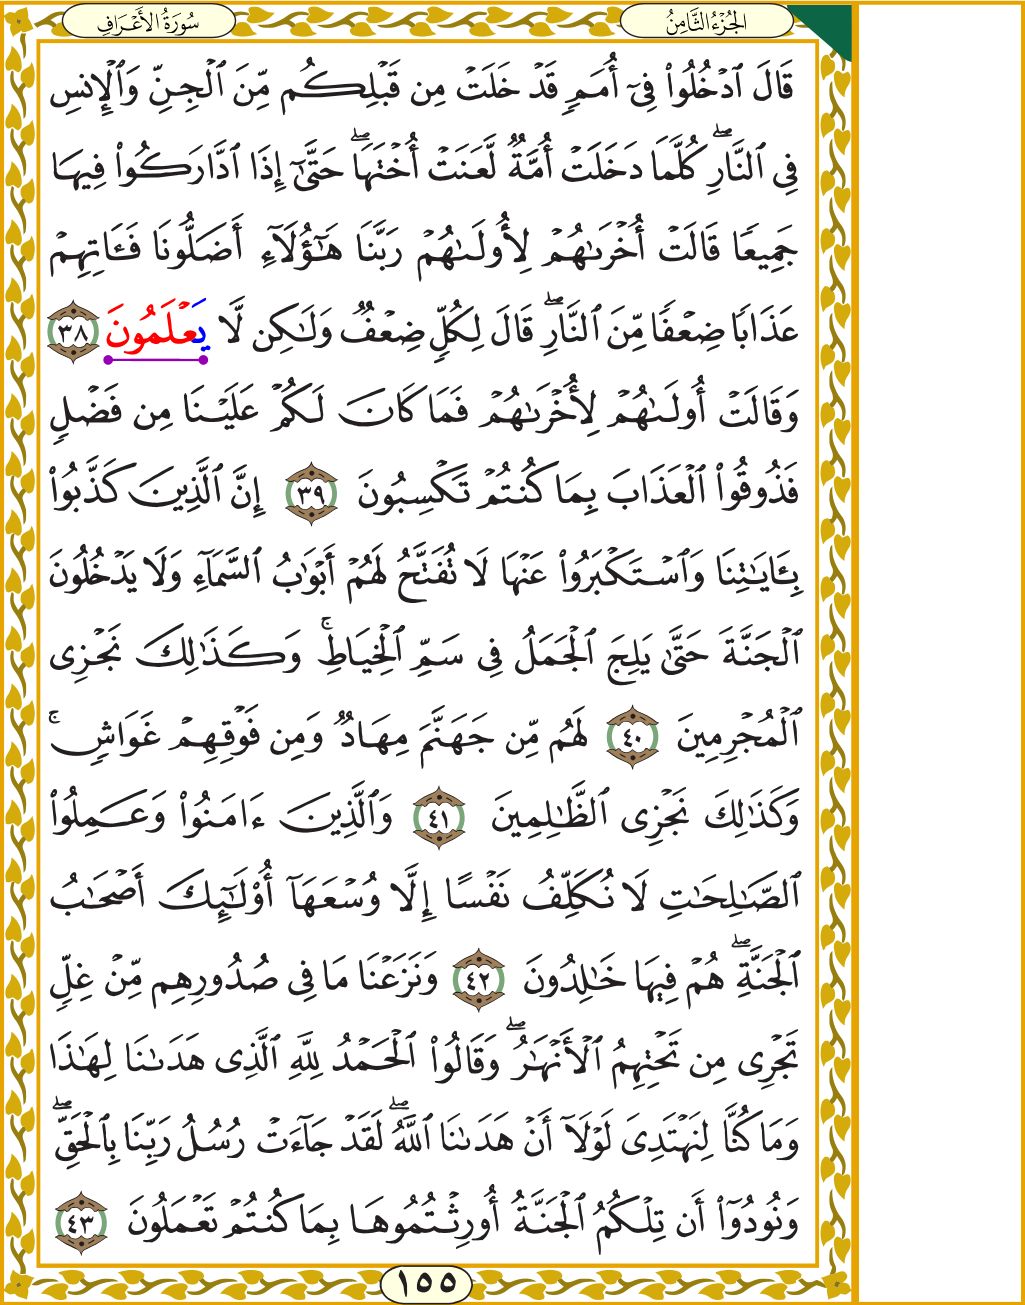 الجُزْءُ الثَّامِنُ
سُورَةُ الأَعْرَافِ
قَالَ ٱدْخُلُوا۟ فِىٓ أُمَمٍۢ قَدْ خَلَتْ مِن قَبْلِكُم مِّنَ ٱلْجِنِّ وَٱلْإِنسِ
فِى ٱلنَّارِ ۖ كُلَّمَا دَخَلَتْ أُمَّةٌۭ لَّعَنَتْ أُخْتَهَا ۖ حَتَّىٰٓ إِذَا ٱدَّارَكُوا۟ فِيهَا
جَمِيعًۭا قَالَتْ أُخْرَىٰهُمْ لِأُولَىٰهُمْ رَبَّنَا هَـٰٓؤُلَآءِ أَضَلُّونَا فَـَٔاتِهِمْ
عَذَابًۭا ضِعْفًۭا مِّنَ ٱلنَّارِ ۖ قَالَ لِكُلٍّۢ ضِعْفٌۭ وَلَـٰكِن لَّا يَعْلَمُونَ ٣٨
وَقَالَتْ أُولَىٰهُمْ لِأُخْرَىٰهُمْ فَمَا كَانَ لَكُمْ عَلَيْنَا مِن فَضْلٍۢ
فَذُوقُوا۟ ٱلْعَذَابَ بِمَا كُنتُمْ تَكْسِبُونَ ٣٩ إِنَّ ٱلَّذِينَ كَذَّبُوا۟
بِـَٔايَـٰتِنَا وَٱسْتَكْبَرُوا۟ عَنْهَا لَا تُفَتَّحُ لَهُمْ أَبْوَٰبُ ٱلسَّمَآءِ وَلَا يَدْخُلُونَ
ٱلْجَنَّةَ حَتَّىٰ يَلِجَ ٱلْجَمَلُ فِى سَمِّ ٱلْخِيَاطِ ۚ وَكَذَٰلِكَ نَجْزِى
ٱلْمُجْرِمِينَ ٤٠ لَهُم مِّن جَهَنَّمَ مِهَادٌۭ وَمِن فَوْقِهِمْ غَوَاشٍۢ ۚ
وَكَذَٰلِكَ نَجْزِى ٱلظَّـٰلِمِينَ ٤١ وَٱلَّذِينَ ءَامَنُوا۟ وَعَمِلُوا۟
ٱلصَّـٰلِحَـٰتِ لَا نُكَلِّفُ نَفْسًا إِلَّا وُسْعَهَآ أُو۟لَـٰٓئِكَ أَصْحَـٰبُ
ٱلْجَنَّةِ ۖ هُمْ فِيهَا خَـٰلِدُونَ ٤٢ وَنَزَعْنَا مَا فِى صُدُورِهِم مِّنْ غِلٍّۢ
تَجْرِى مِن تَحْتِهِمُ ٱلْأَنْهَـٰرُ ۖ وَقَالُوا۟ ٱلْحَمْدُ لِلَّهِ ٱلَّذِى هَدَىٰنَا لِهَـٰذَا
وَمَا كُنَّا لِنَهْتَدِىَ لَوْلَآ أَنْ هَدَىٰنَا ٱللَّهُ ۖ لَقَدْ جَآءَتْ رُسُلُ رَبِّنَا بِٱلْحَقِّ ۖ
وَنُودُوٓا۟ أَن تِلْكُمُ ٱلْجَنَّةُ أُورِثْتُمُوهَا بِمَا كُنتُمْ تَعْمَلُونَ ٤٣
١٥٥